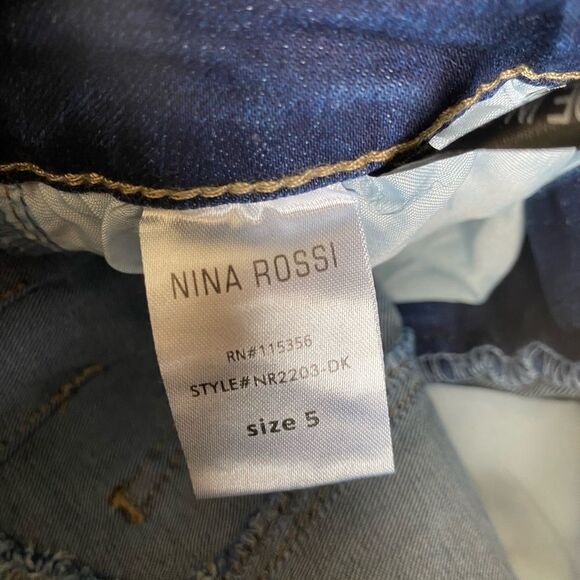 NINA ROSSI
RN#115356
STYLE#NR2203-DK
size 5